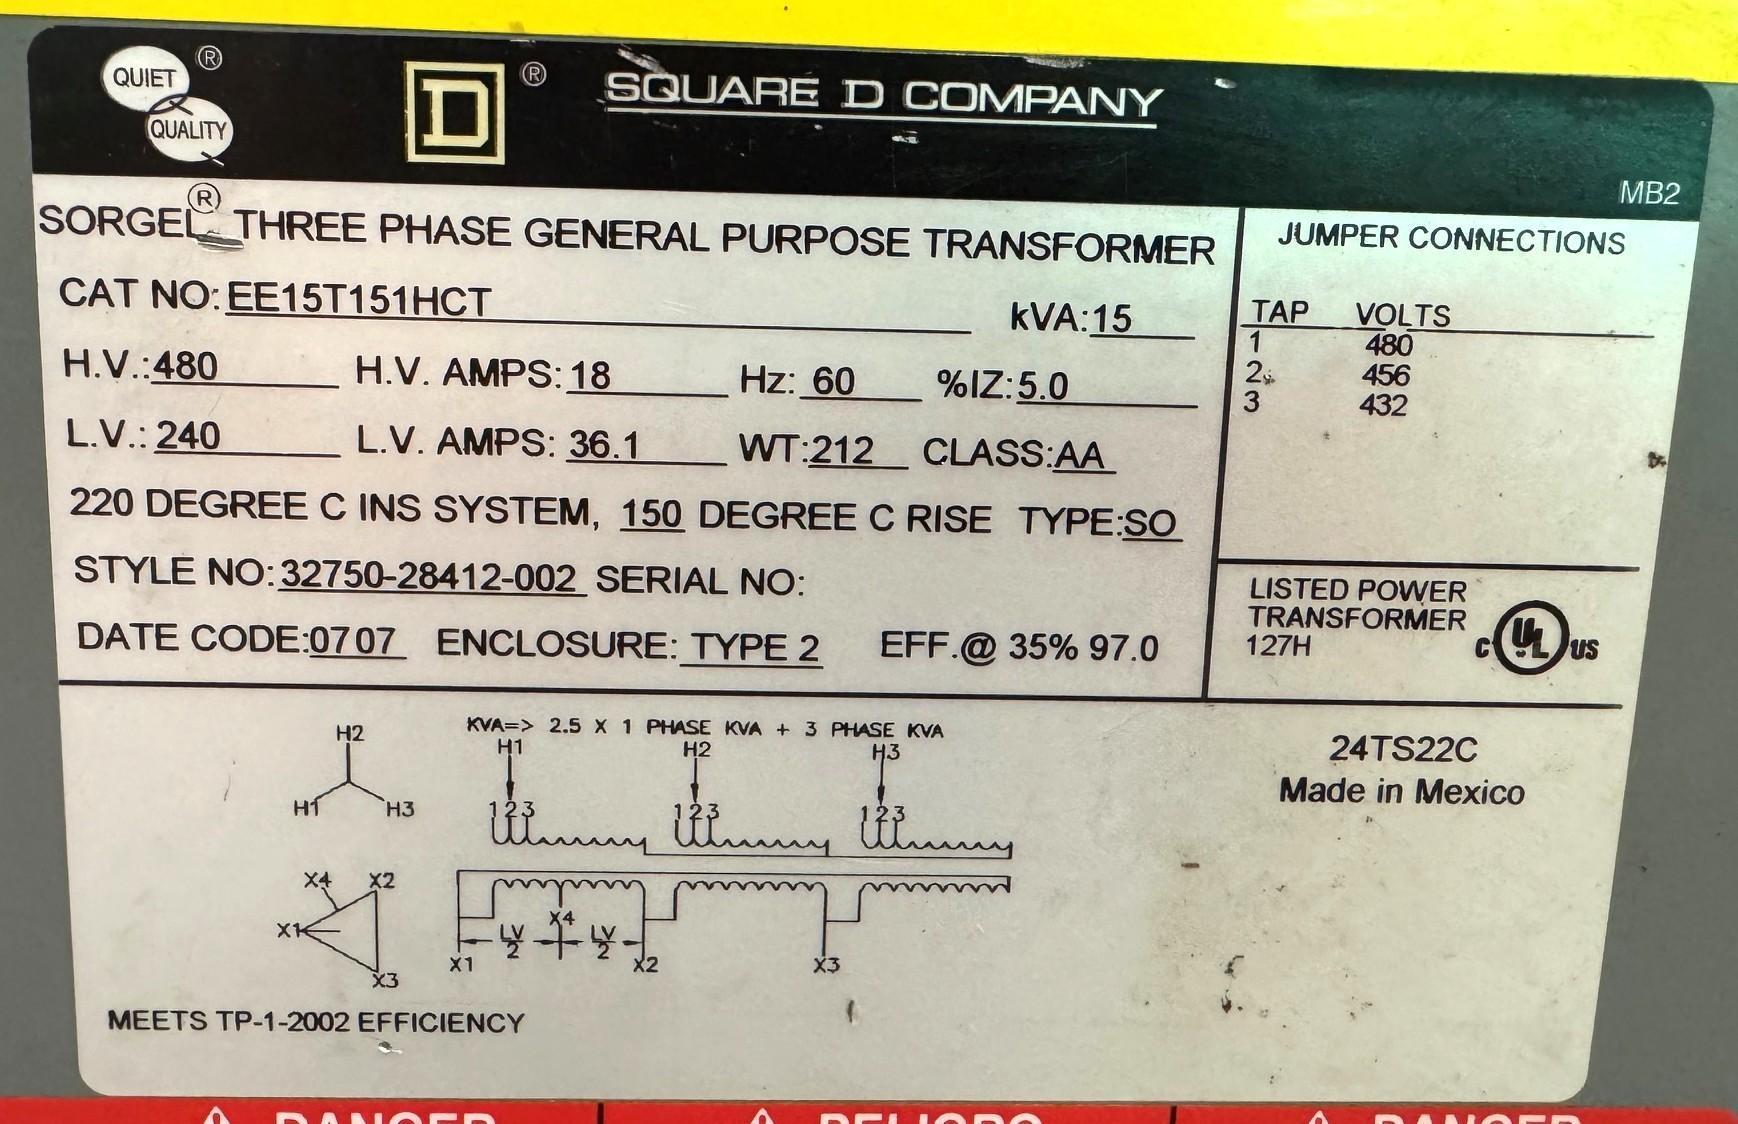 QUIET ®
QUALITY
D ®
SQUARE D COMPANY
MB2
SORGEL® THREE PHASE GENERAL PURPOSE TRANSFORMER
CAT NO: EE15T151HCT kVA: 15
H.V.: 480 H.V. AMPS: 18 Hz: 60 %IZ: 5.0
L.V.: 240 L.V. AMPS: 36.1 WT: 212 CLASS: AA
220 DEGREE C INS SYSTEM, 150 DEGREE C RISE TYPE: SO
STYLE NO: 32750-28412-002 SERIAL NO:
DATE CODE: 0707 ENCLOSURE: TYPE 2 EFF.@ 35% 97.0
JUMPER CONNECTIONS
TAP VOLTS
1 480
2 456
3 432
LISTED POWER
TRANSFORMER
127H
C UL US
KVA=> 2.5 X 1 PHASE KVA + 3 PHASE KVA
H2
H1 H3
H1 H2 H3
123 123 123
X4 X2
X1
X3
X4
LV/2 LV/2
X1 X2 X3
24TS22C
Made in Mexico
MEETS TP-1-2002 EFFICIENCY
DANGER PELIGRO DANGER